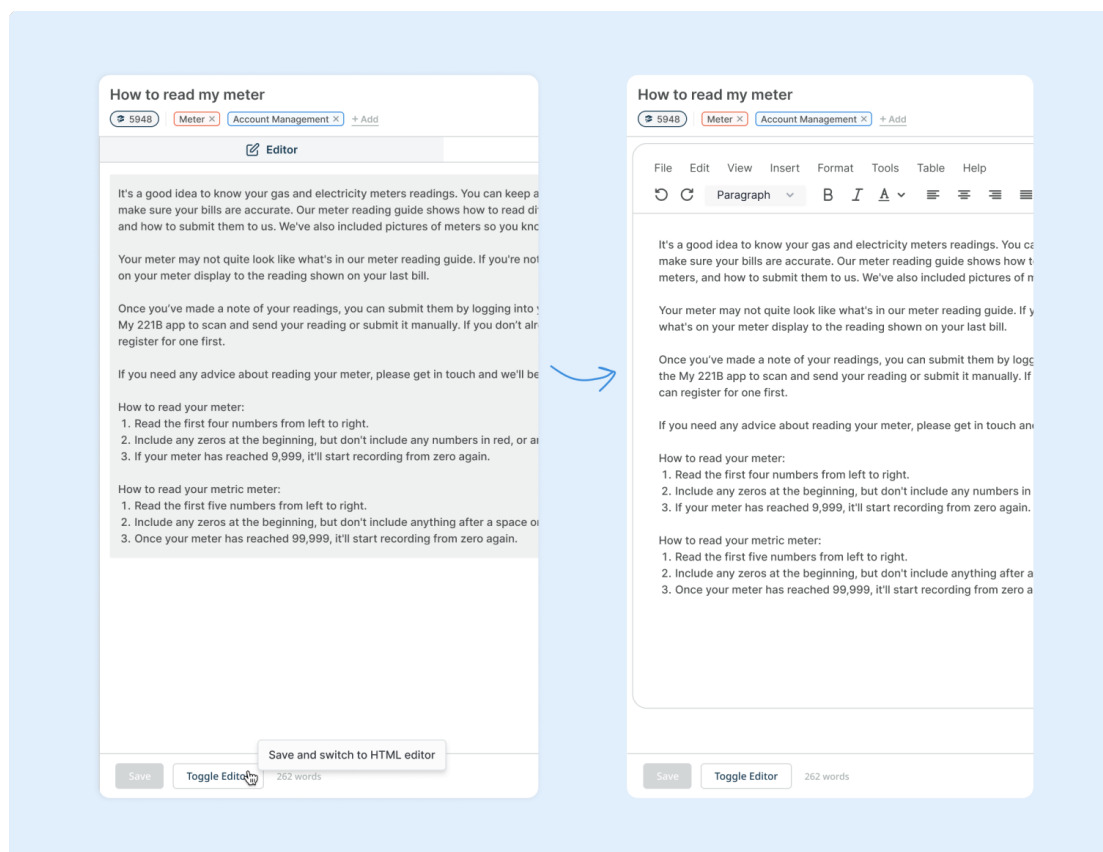 How to read my meter
5948 Meter × Account Management × + Add
Editor
It's a good idea to know your gas and electricity meters readings. You can keep a
make sure your bills are accurate. Our meter reading guide shows how to read di
and how to submit them to us. We've also included pictures of meters so you kno
Your meter may not quite look like what's in our meter reading guide. If you're not
on your meter display to the reading shown on your last bill.
Once you've made a note of your readings, you can submit them by logging into
My 221B app to scan and send your reading or submit it manually. If you don't alr
register for one first.
If you need any advice about reading your meter, please get in touch and we'll be
How to read your meter:
1. Read the first four numbers from left to right.
2. Include any zeros at the beginning, but don't include any numbers in red, or
3. If your meter has reached 9,999, it'll start recording from zero again.
How to read your metric meter:
1. Read the first five numbers from left to right.
2. Include any zeros at the beginning, but don't include anything after a space
3. Once your meter has reached 99,999, it'll start recording from zero again.
Save and switch to HTML editor
Save Toggle Editor 262 words
How to read my meter
5948 Meter × Account Management × + Add
File Edit View Insert Format Tools Table Help
Paragraph B I A
It's a good idea to know your gas and electricity meters readings. You ca
make sure your bills are accurate. Our meter reading guide shows how t
meters, and how to submit them to us. We've also included pictures of m
Your meter may not quite look like what's in our meter reading guide. If y
what's on your meter display to the reading shown on your last bill.
Once you've made a note of your readings, you can submit them by logg
the My 221B app to scan and send your reading or submit it manually. If
can register for one first.
If you need any advice about reading your meter, please get in touch an
How to read your meter:
1. Read the first four numbers from left to right.
2. Include any zeros at the beginning, but don't include any numbers in
3. If your meter has reached 9,999, it'll start recording from zero again.
How to read your metric meter:
1. Read the first five numbers from left to right.
2. Include any zeros at the beginning, but don't include anything after a
3. Once your meter has reached 99,999, it'll start recording from zero a
Save Toggle Editor 262 words